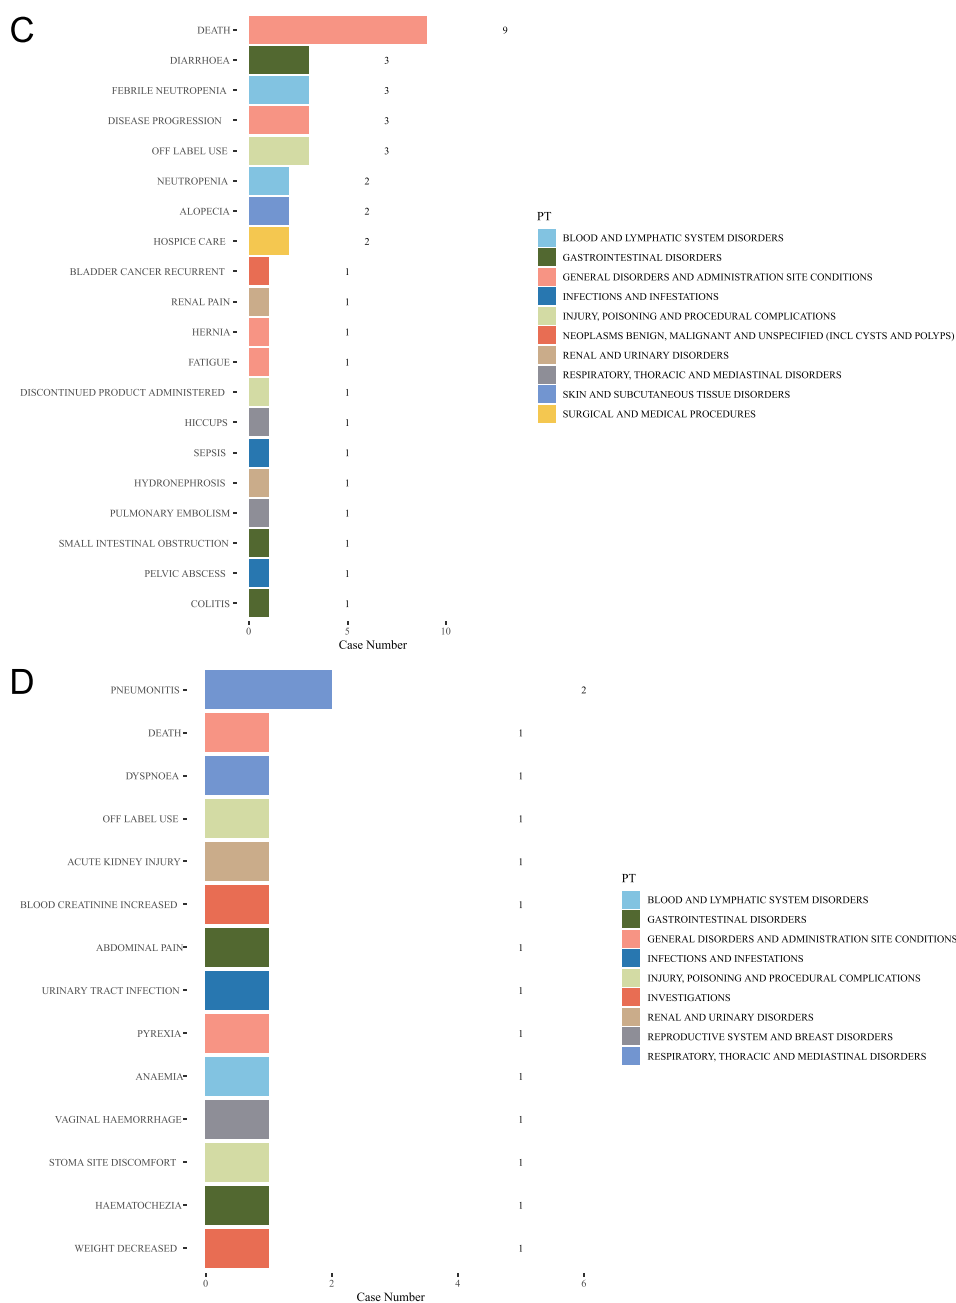 C
DEATH 9
DIARRHOEA 3
FEBRILE NEUTROPENIA 3
DISEASE PROGRESSION 3
OFF LABEL USE 3
NEUTROPENIA 2
ALOPECIA 2
HOSPICE CARE 2
BLADDER CANCER RECURRENT 1
RENAL PAIN 1
HERNIA 1
FATIGUE 1
DISCONTINUED PRODUCT ADMINISTERED 1
HICCUPS 1
SEPSIS 1
HYDRONEPHROSIS 1
PULMONARY EMBOLISM 1
SMALL INTESTINAL OBSTRUCTION 1
PELVIC ABSCESS 1
COLITIS 1
0 5 10
Case Number
PT
BLOOD AND LYMPHATIC SYSTEM DISORDERS
GASTROINTESTINAL DISORDERS
GENERAL DISORDERS AND ADMINISTRATION SITE CONDITIONS
INFECTIONS AND INFESTATIONS
INJURY, POISONING AND PROCEDURAL COMPLICATIONS
NEOPLASMS BENIGN, MALIGNANT AND UNSPECIFIED (INCL CYSTS AND POLYPS)
RENAL AND URINARY DISORDERS
RESPIRATORY, THORACIC AND MEDIASTINAL DISORDERS
SKIN AND SUBCUTANEOUS TISSUE DISORDERS
SURGICAL AND MEDICAL PROCEDURES
D
PNEUMONITIS 2
DEATH 1
DYSPNOEA 1
OFF LABEL USE 1
ACUTE KIDNEY INJURY 1
BLOOD CREATININE INCREASED 1
ABDOMINAL PAIN 1
URINARY TRACT INFECTION 1
PYREXIA 1
ANAEMIA 1
VAGINAL HAEMORRHAGE 1
STOMA SITE DISCOMFORT 1
HAEMATOCHEZIA 1
WEIGHT DECREASED 1
0 2 4 6
Case Number
PT
BLOOD AND LYMPHATIC SYSTEM DISORDERS
GASTROINTESTINAL DISORDERS
GENERAL DISORDERS AND ADMINISTRATION SITE CONDITIONS
INFECTIONS AND INFESTATIONS
INJURY, POISONING AND PROCEDURAL COMPLICATIONS
INVESTIGATIONS
RENAL AND URINARY DISORDERS
REPRODUCTIVE SYSTEM AND BREAST DISORDERS
RESPIRATORY, THORACIC AND MEDIASTINAL DISORDERS